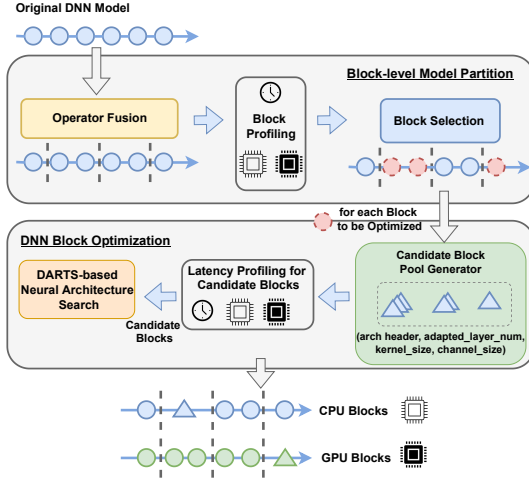 Original DNN Model
Block-level Model Partition
Operator Fusion
Block
Profiling
Block Selection
for each Block
to be Optimized
DNN Block Optimization
DARTS-based
Neural Architecture
Search
Candidate
Blocks
Latency Profiling for
Candidate Blocks
Candidate Block
Pool Generator
(arch header, adapted_layer_num,
kernel_size, channel_size)
CPU Blocks
GPU Blocks